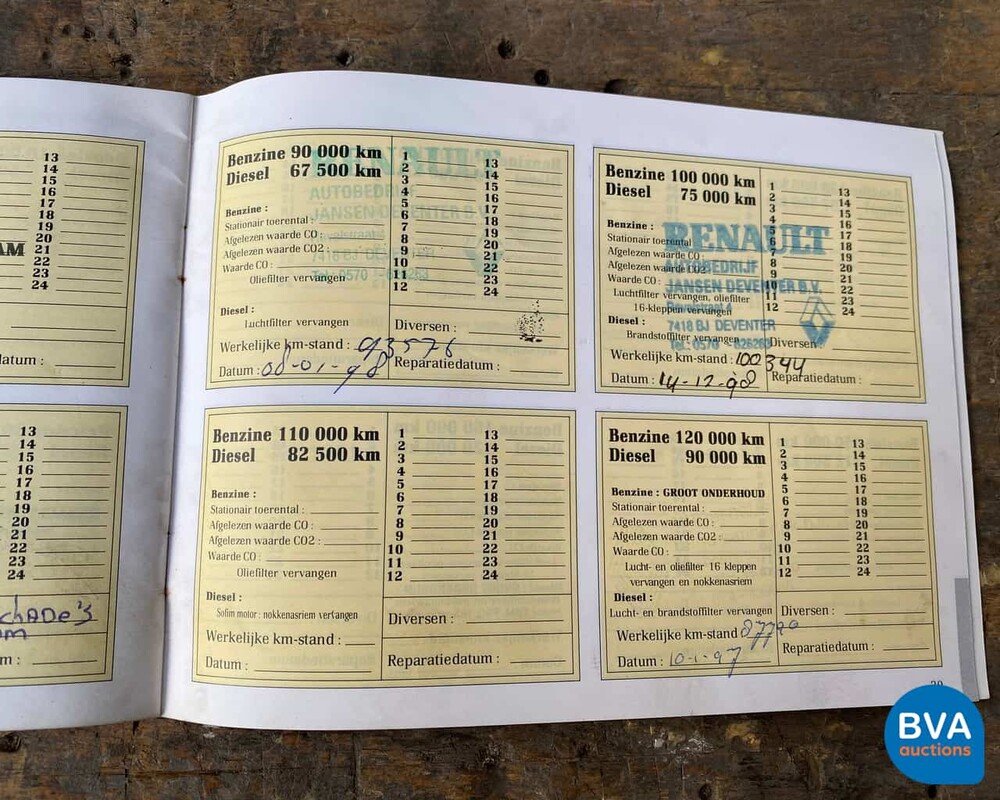 13
14
15
16
17
18
19
20
21
22
23
24
AM
Datum :
13
14
15
16
17
18
19
20
21
22
23
24
Benzine 90 000 km
Diesel 67 500 km
Benzine :
Stationair toerental :
Afgelezen waarde CO :
Afgelezen waarde CO2 :
Waarde CO :
Oliefilter vervangen
Diesel :
Luchtfilter vervangen
Werkelijke km-stand : 93576
Datum : 08-01-98
1 13
2 14
3 15
4 16
5 17
6 18
7 19
8 20
9 21
10 22
11 23
12 24
Diversen :
Reparatiedatum :
RENAULT
AUTOBEDRIJF
JANSEN DEVENTER B.V.
7418 BJ DEVENTER
Benzine 100 000 km
Diesel 75 000 km
Benzine :
Stationair toerental
Afgelezen waarde CO :
Afgelezen waarde CO2 :
Waarde CO :
Luchtfilter vervangen, oliefilter
16-kleppen vervangen
Diesel :
Brandstoffilter vervangen
Werkelijke km-stand : 100344
Datum : 14-12-98
1 13
2 14
3 15
4 16
5 17
6 18
7 19
8 20
9 21
10 22
11 23
12 24
Diversen :
Reparatiedatum :
RENAULT
AUTOBEDRIJF
JANSEN DEVENTER B.V.
7418 BJ DEVENTER
Benzine 110 000 km
Diesel 82 500 km
Benzine :
Stationair toerental :
Afgelezen waarde CO :
Afgelezen waarde CO2 :
Waarde CO :
Oliefilter vervangen
Diesel :
Sofim motor : nokkenasriem vervangen
Werkelijke km-stand :
Datum :
1 13
2 14
3 15
4 16
5 17
6 18
7 19
8 20
9 21
10 22
11 23
12 24
Diversen :
Reparatiedatum :
Benzine 120 000 km
Diesel 90 000 km
Benzine : GROOT ONDERHOUD
Stationair toerental :
Afgelezen waarde CO :
Afgelezen waarde CO2 :
Waarde CO :
Lucht- en oliefilter 16 kleppen
vervangen en nokkenasriem
Diesel :
Lucht- en brandstoffilter vervangen
Werkelijke km-stand
Datum : 10-1-97
1 13
2 14
3 15
4 16
5 17
6 18
7 19
8 20
9 21
10 22
11 23
12 24
Diversen :
Reparatiedatum :
BVA
auctions